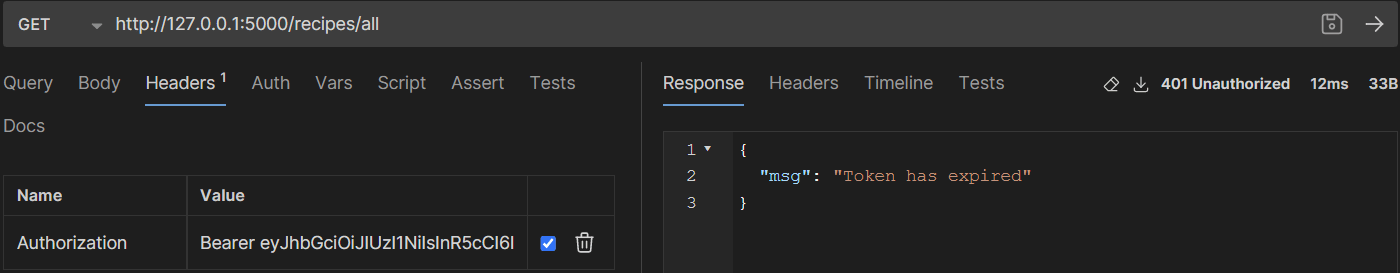 GET http://127.0.0.1:5000/recipes/all
Query Body Headers 1 Auth Vars Script Assert Tests
Docs
Name Value
Authorization Bearer eyJhbGciOiJIUzI1NiIsInR5cCI6I
Response Headers Timeline Tests 401 Unauthorized 12ms 33B
1 {
2 "msg": "Token has expired"
3 }